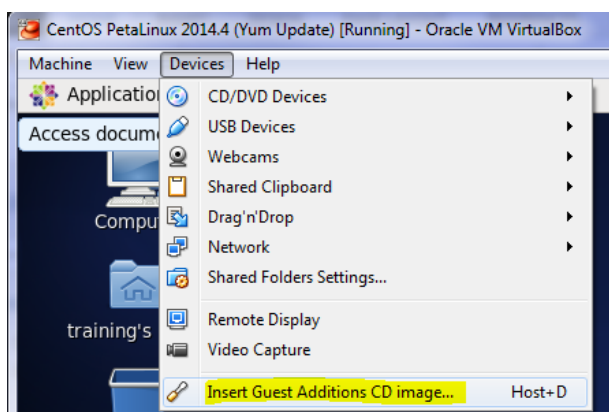 CentOS PetaLinux 2014.4 (Yum Update) [Running] - Oracle VM VirtualBox
Machine View Devices Help
Applicatio
CD/DVD Devices
Access docum
USB Devices
Webcams
Shared Clipboard
Drag'n'Drop
Compu
Network
Shared Folders Settings...
Remote Display
training's
Video Capture
Insert Guest Additions CD image... Host+D